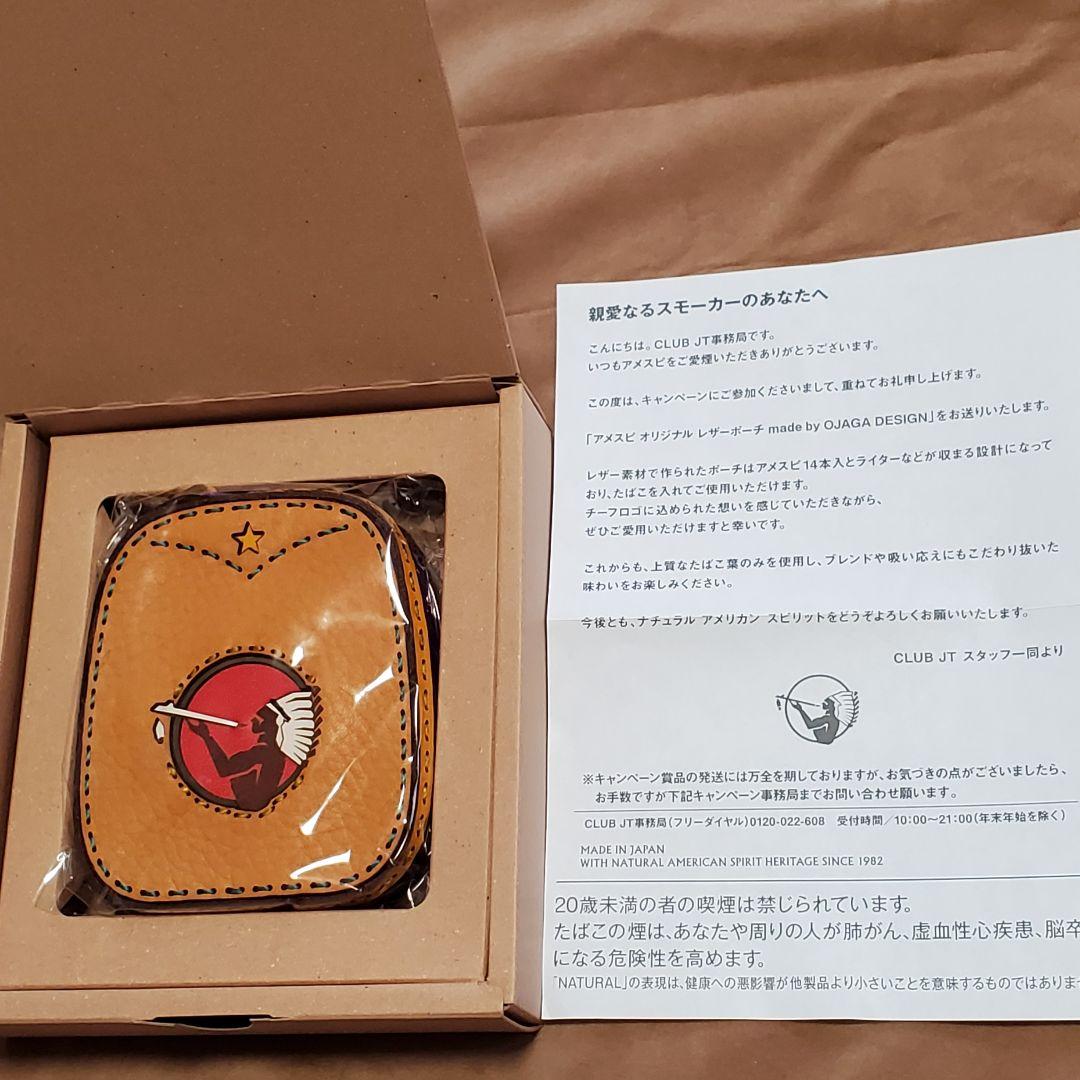 親愛なるスモーカーのあなたへ
こんにちは。CLUB JT事務局です。
いつもアメスピをご愛煙いただきありがとうございます。
この度は、キャンペーンにご参加くださいまして、重ねてお礼申し上げます。
「アメスピ オリジナル レザーポーチ made by OJAGA DESIGN」をお送りいたします。
レザー素材で作られたポーチはアメスピ14本入とライターなどが収まる設計になって
おり、たばこを入れてご使用いただけます。
チーフロゴに込められた想いを感じていただきながら、
ぜひご愛用いただけますと幸いです。
これからも、上質なたばこ葉のみを使用し、ブレンドや吸い応えにもこだわり抜いた
味わいをお楽しみください。
今後とも、ナチュラル アメリカン スピリットをどうぞよろしくお願いいたします。
CLUB JT スタッフ一同より
※キャンペーン賞品の発送には万全を期しておりますが、お気づきの点がございましたら、
お手数ですが下記キャンペーン事務局までお問い合わせ願います。
CLUB JT事務局(フリーダイヤル)0120-022-608 受付時間／10:00〜21:00(年末年始を除く)
MADE IN JAPAN
WITH NATURAL AMERICAN SPIRIT HERITAGE SINCE 1982
20歳未満の者の喫煙は禁じられています。
たばこの煙は、あなたや周りの人が肺がん、虚血性心疾患、脳卒
になる危険性を高めます。
「NATURAL」の表現は、健康への悪影響が他製品より小さいことを意味するものではありませ